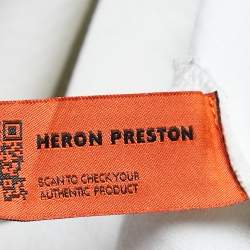 HERON PRESTON
SCAN TO CHECK YOUR
AUTHENTIC PRODUCT